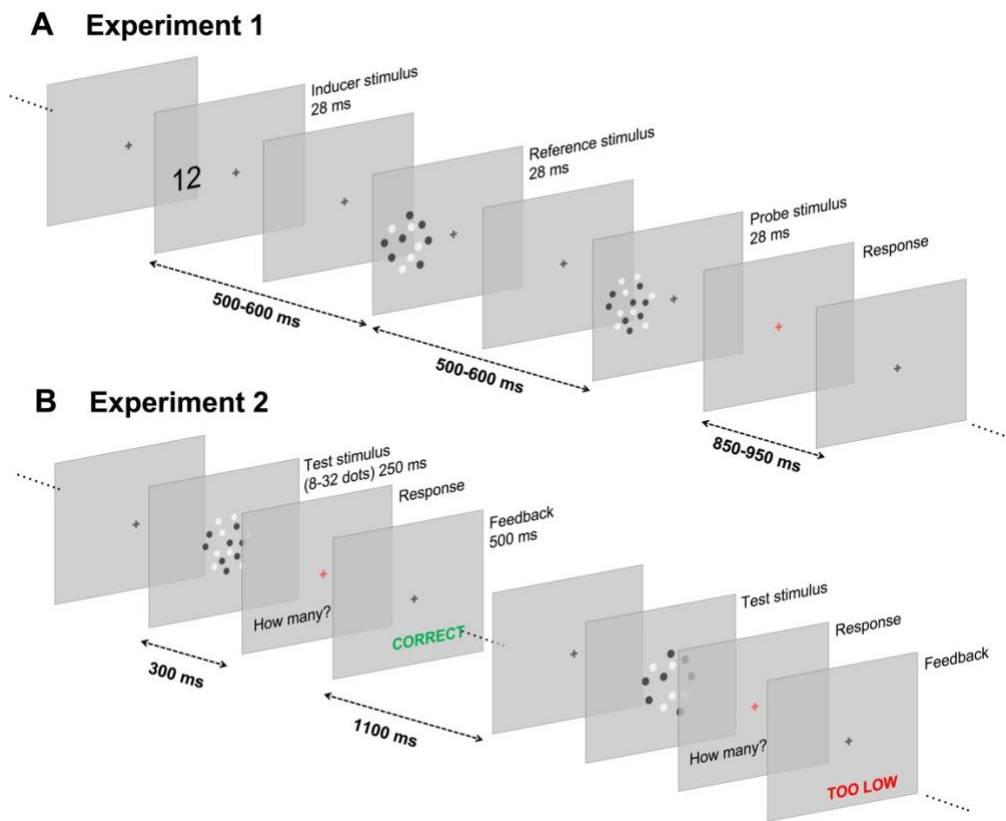 A Experiment 1
Inducer stimulus
28 ms
12
Reference stimulus
28 ms
Probe stimulus
28 ms
Response
500-600 ms
500-600 ms
850-950 ms
B Experiment 2
Test stimulus
(8-32 dots) 250 ms
Response
Feedback
500 ms
How many?
CORRECT
300 ms
1100 ms
Test stimulus
Response
Feedback
How many?
TOO LOW